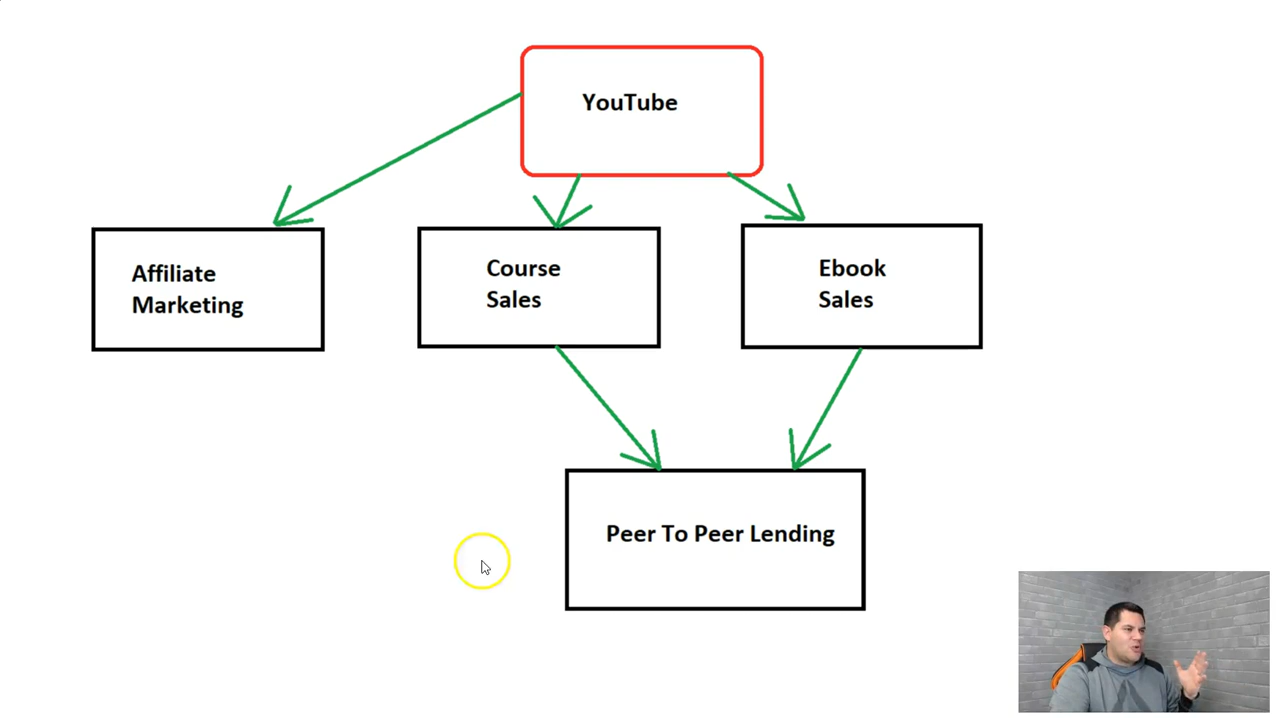 YouTube
Affiliate
Marketing
Course
Sales
Ebook
Sales
Peer To Peer Lending